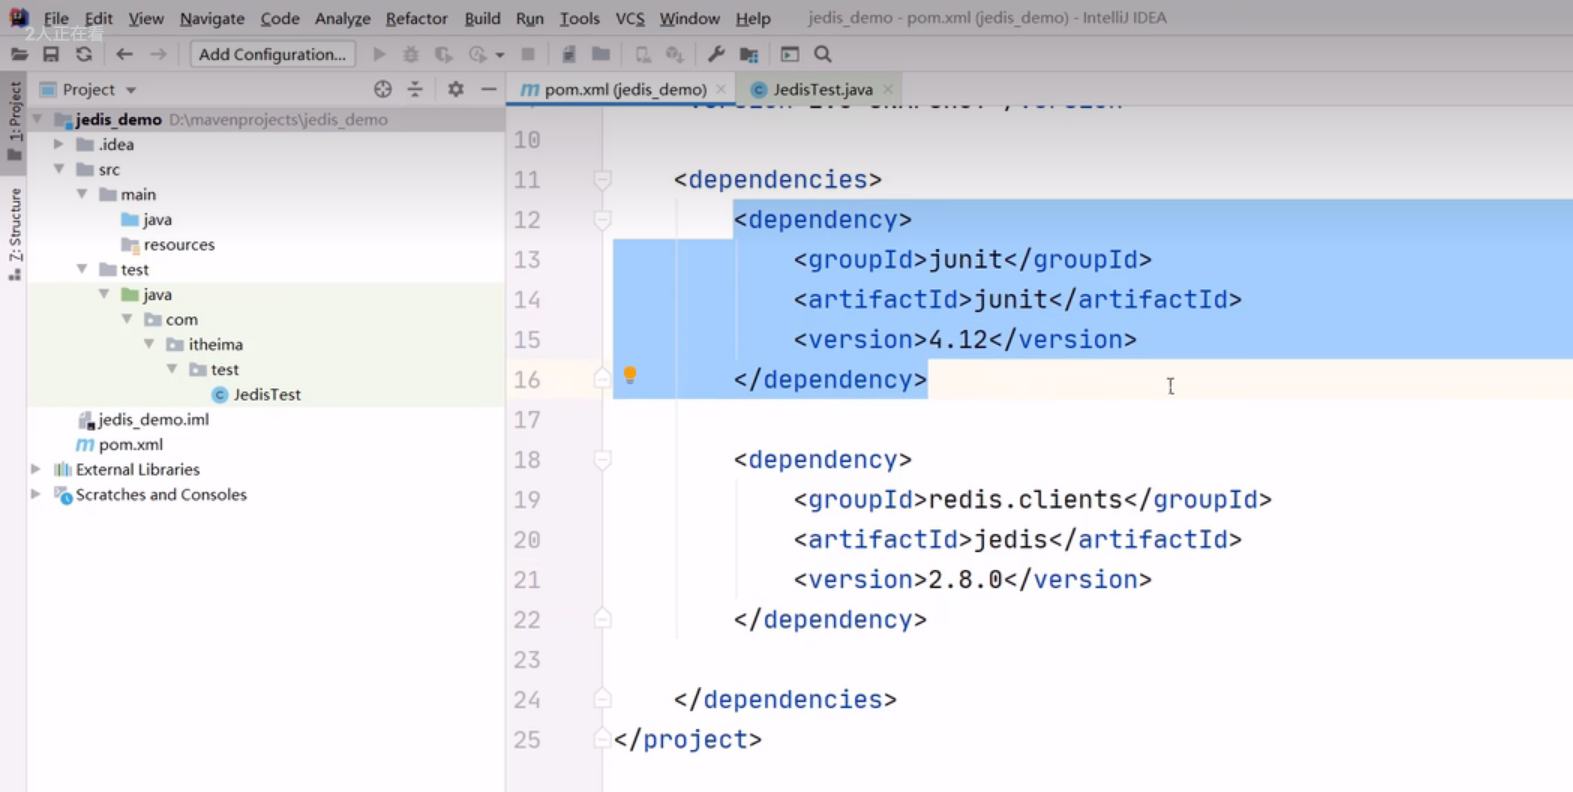 File Edit View Navigate Code Analyze Refactor Build Run Tools VCS Window Help jedis_demo - pom.xml (jedis_demo) - IntelliJ IDEA
2人正在看
Add Configuration...
1: Project
Z: Structure
Project
jedis_demo D:\mavenprojects\jedis_demo
.idea
src
main
java
resources
test
java
com
itheima
test
JedisTest
jedis_demo.iml
pom.xml
External Libraries
Scratches and Consoles
pom.xml (jedis_demo) JedisTest.java
10
11 <dependencies>
12 <dependency>
13 <groupId>junit</groupId>
14 <artifactId>junit</artifactId>
15 <version>4.12</version>
16 </dependency>
17
18 <dependency>
19 <groupId>redis.clients</groupId>
20 <artifactId>jedis</artifactId>
21 <version>2.8.0</version>
22 </dependency>
23
24 </dependencies>
25 </project>